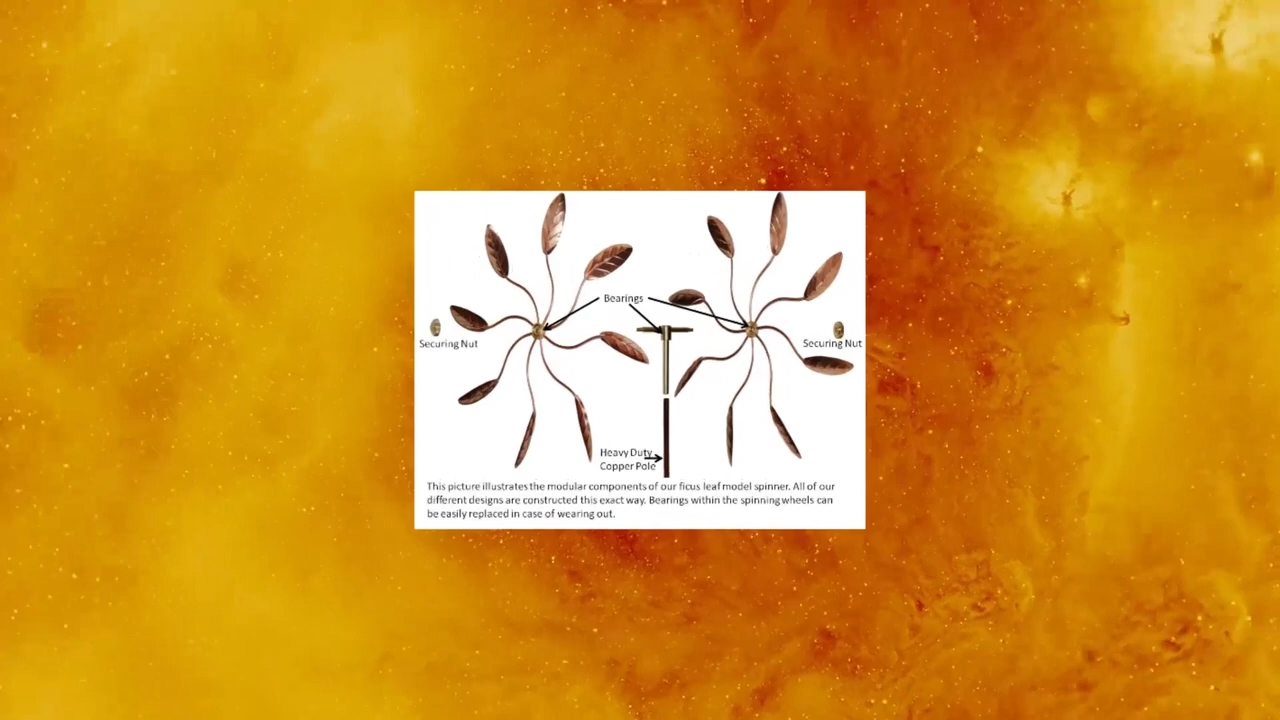 Bearings
Securing Nut
Securing Nut
Heavy Duty
Copper Pole
This picture illustrates the modular components of our ficus leaf model spinner. All of our
different designs are constructed this exact way. Bearings within the spinning wheels can
be easily replaced in case of wearing out.